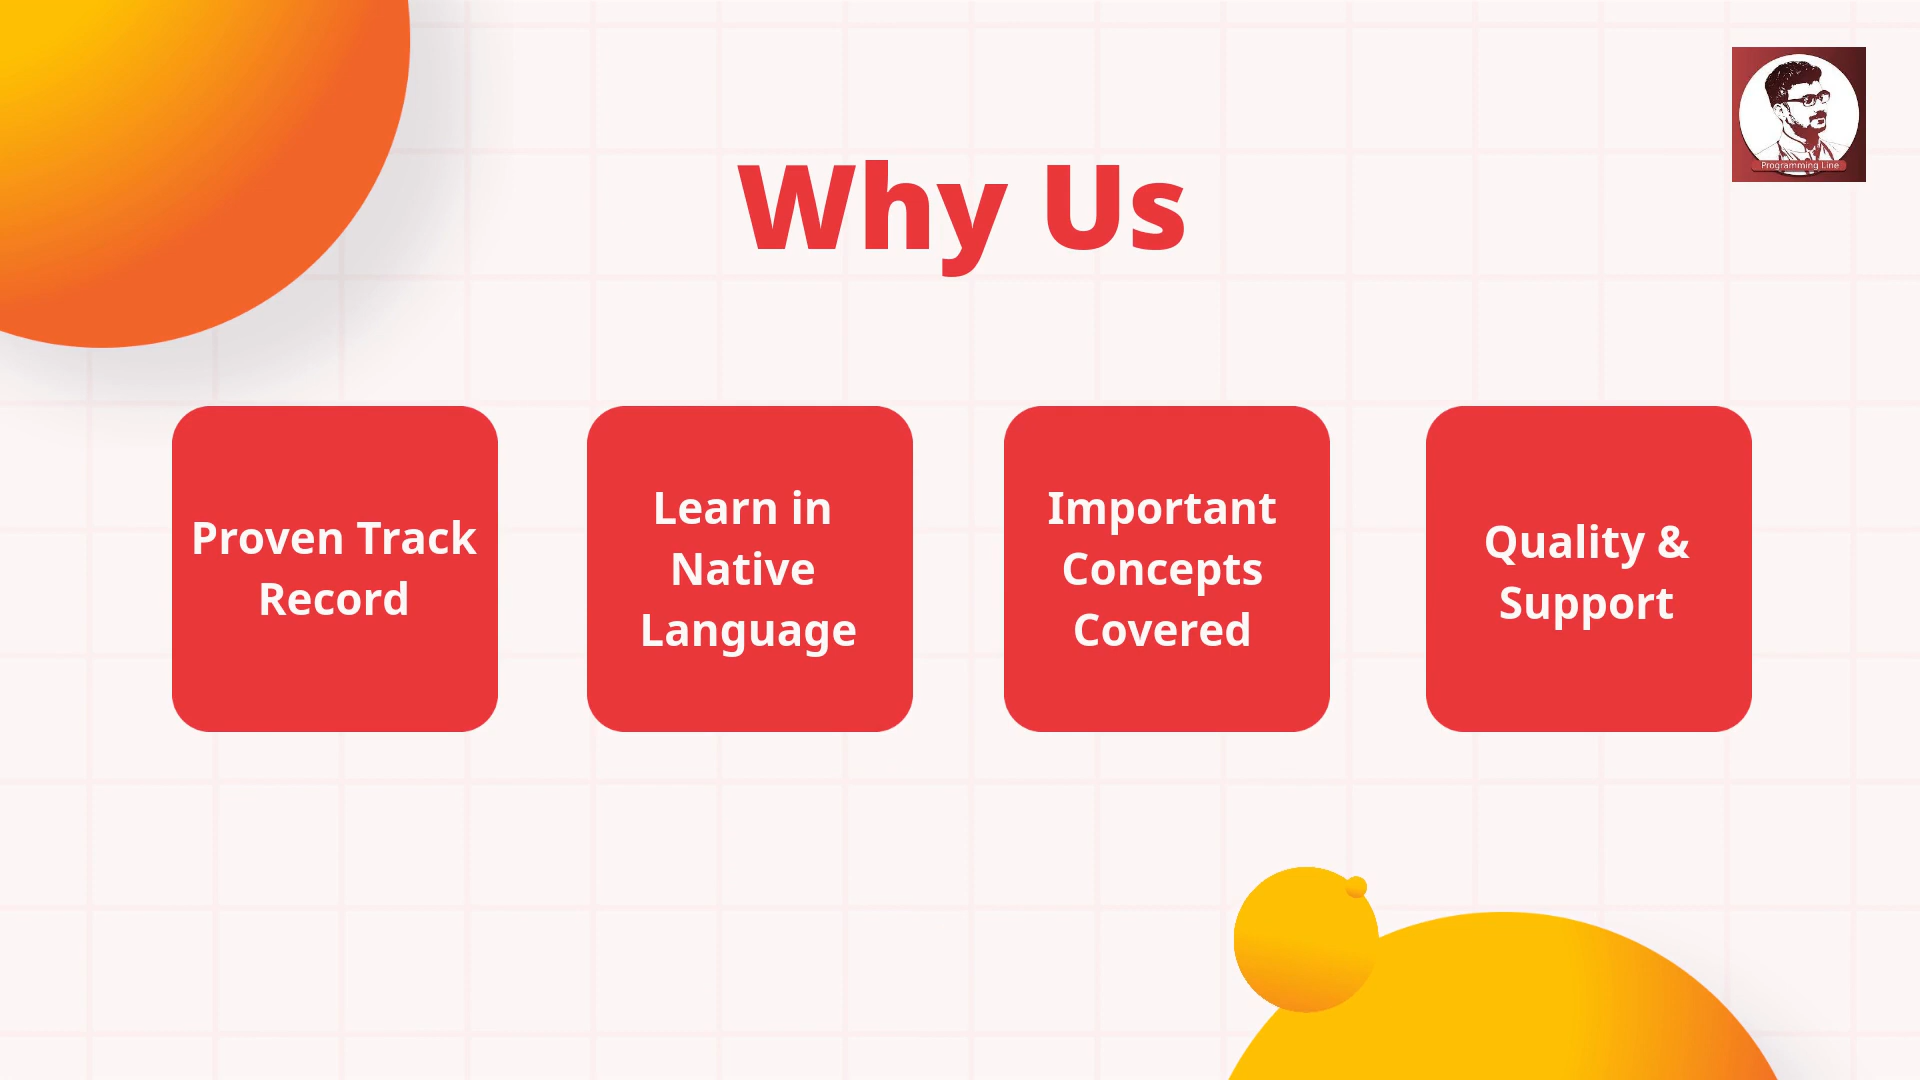 Programming Line
Why Us
Proven Track
Record
Learn in
Native
Language
Important
Concepts
Covered
Quality &
Support